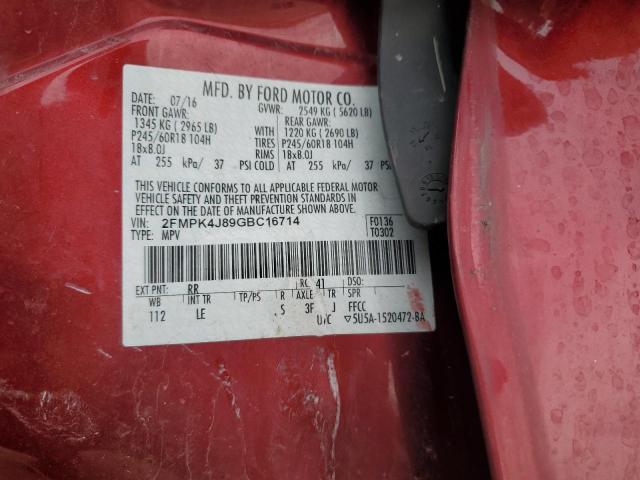 MFD. BY FORD MOTOR CO.
DATE: 07/16 GVWR: 2549 KG ( 5620 LB)
FRONT GAWR: REAR GAWR:
1345 KG ( 2965 LB) WITH 1220 KG ( 2690 LB)
P245/60R18 104H TIRES P245/60R18 104H
18x8.0J RIMS 18x8.0J
AT 255 kPa/ 37 PSI COLD AT 255 kPa/ 37 PSI COLD
THIS VEHICLE CONFORMS TO ALL APPLICABLE FEDERAL MOTOR
VEHICLE SAFETY AND THEFT PREVENTION STANDARDS IN
EFFECT ON THE DATE OF MANUFACTURE SHOWN ABOVE.
VIN: 2FMPK4J89GBC16714 F0136
TYPE: MPV T0302
EXT PNT: RR RC: 41 DSO:
WB INT TR TP/PS R AXLE TR SPR
112 LE S 3F J FFCC
UTC 5U5A-1520472-BA